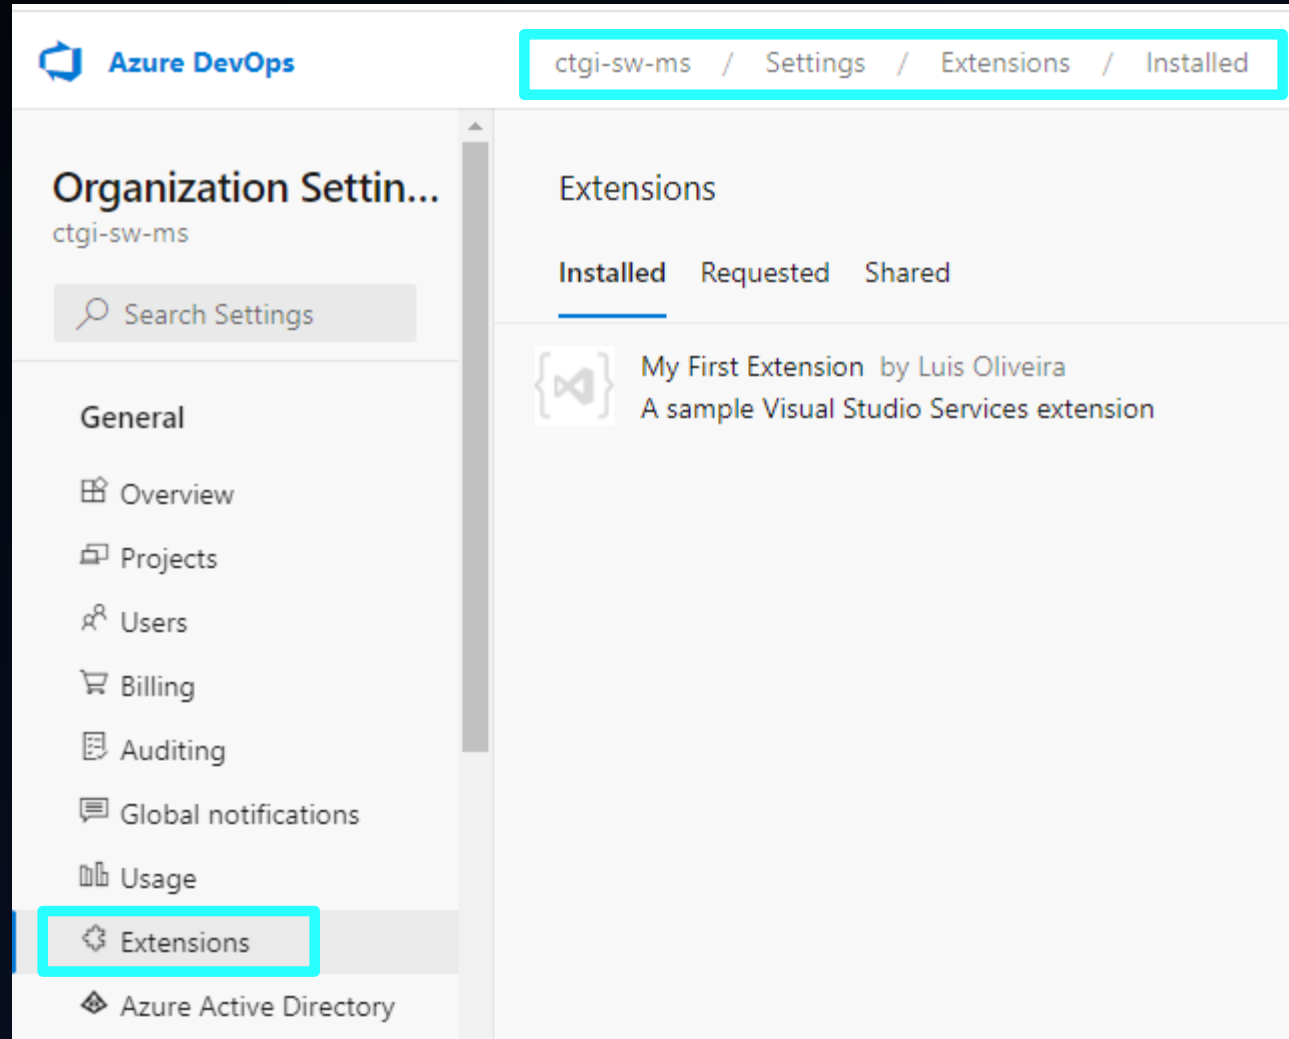 Azure DevOps
ctgi-sw-ms / Settings / Extensions / Installed
Organization Settin...
ctgi-sw-ms
Search Settings
General
Overview
Projects
Users
Billing
Auditing
Global notifications
Usage
Extensions
Azure Active Directory
Extensions
Installed Requested Shared
My First Extension by Luis Oliveira
A sample Visual Studio Services extension